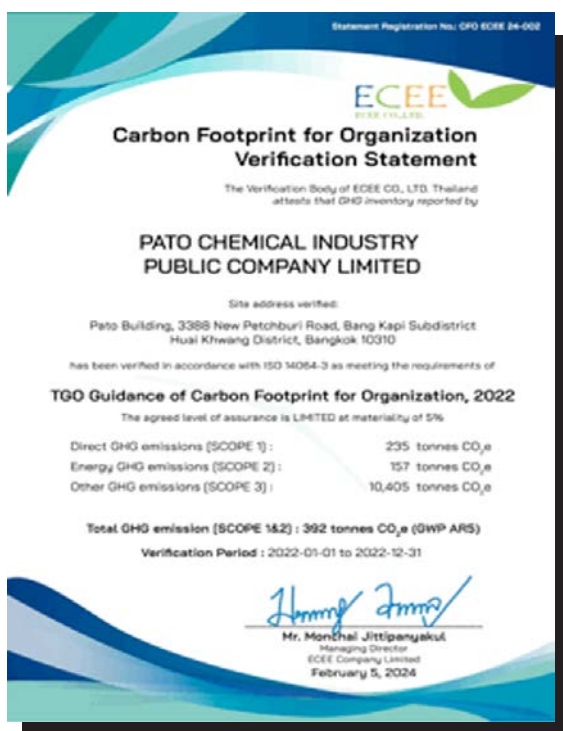 Statement Registration No.: CFO ECEE 24-002
ECEE
ECEE CO., LTD.
Carbon Footprint for Organization
Verification Statement
The Verification Body of ECEE CO., LTD. Thailand
attests that GHG inventory reported by
PATO CHEMICAL INDUSTRY
PUBLIC COMPANY LIMITED
Site address verified:
Pato Building, 3388 New Petchburi Road, Bang Kapi Subdistrict
Huai Khwang District, Bangkok 10310
has been verified in accordance with ISO 14064-3 as meeting the requirements of
TGO Guidance of Carbon Footprint for Organization, 2022
The agreed level of assurance is LIMITED at materiality of 5%
Direct GHG emissions (SCOPE 1) : 235 tonnes CO₂e
Energy GHG emissions (SCOPE 2) : 157 tonnes CO₂e
Other GHG emissions (SCOPE 3) : 10,405 tonnes CO₂e
Total GHG emission (SCOPE 1&2) : 392 tonnes CO₂e (GWP AR5)
Verification Period : 2022-01-01 to 2022-12-31
Mr. Monchai Jittipanyakul
Managing Director
ECEE Company Limited
February 5, 2024